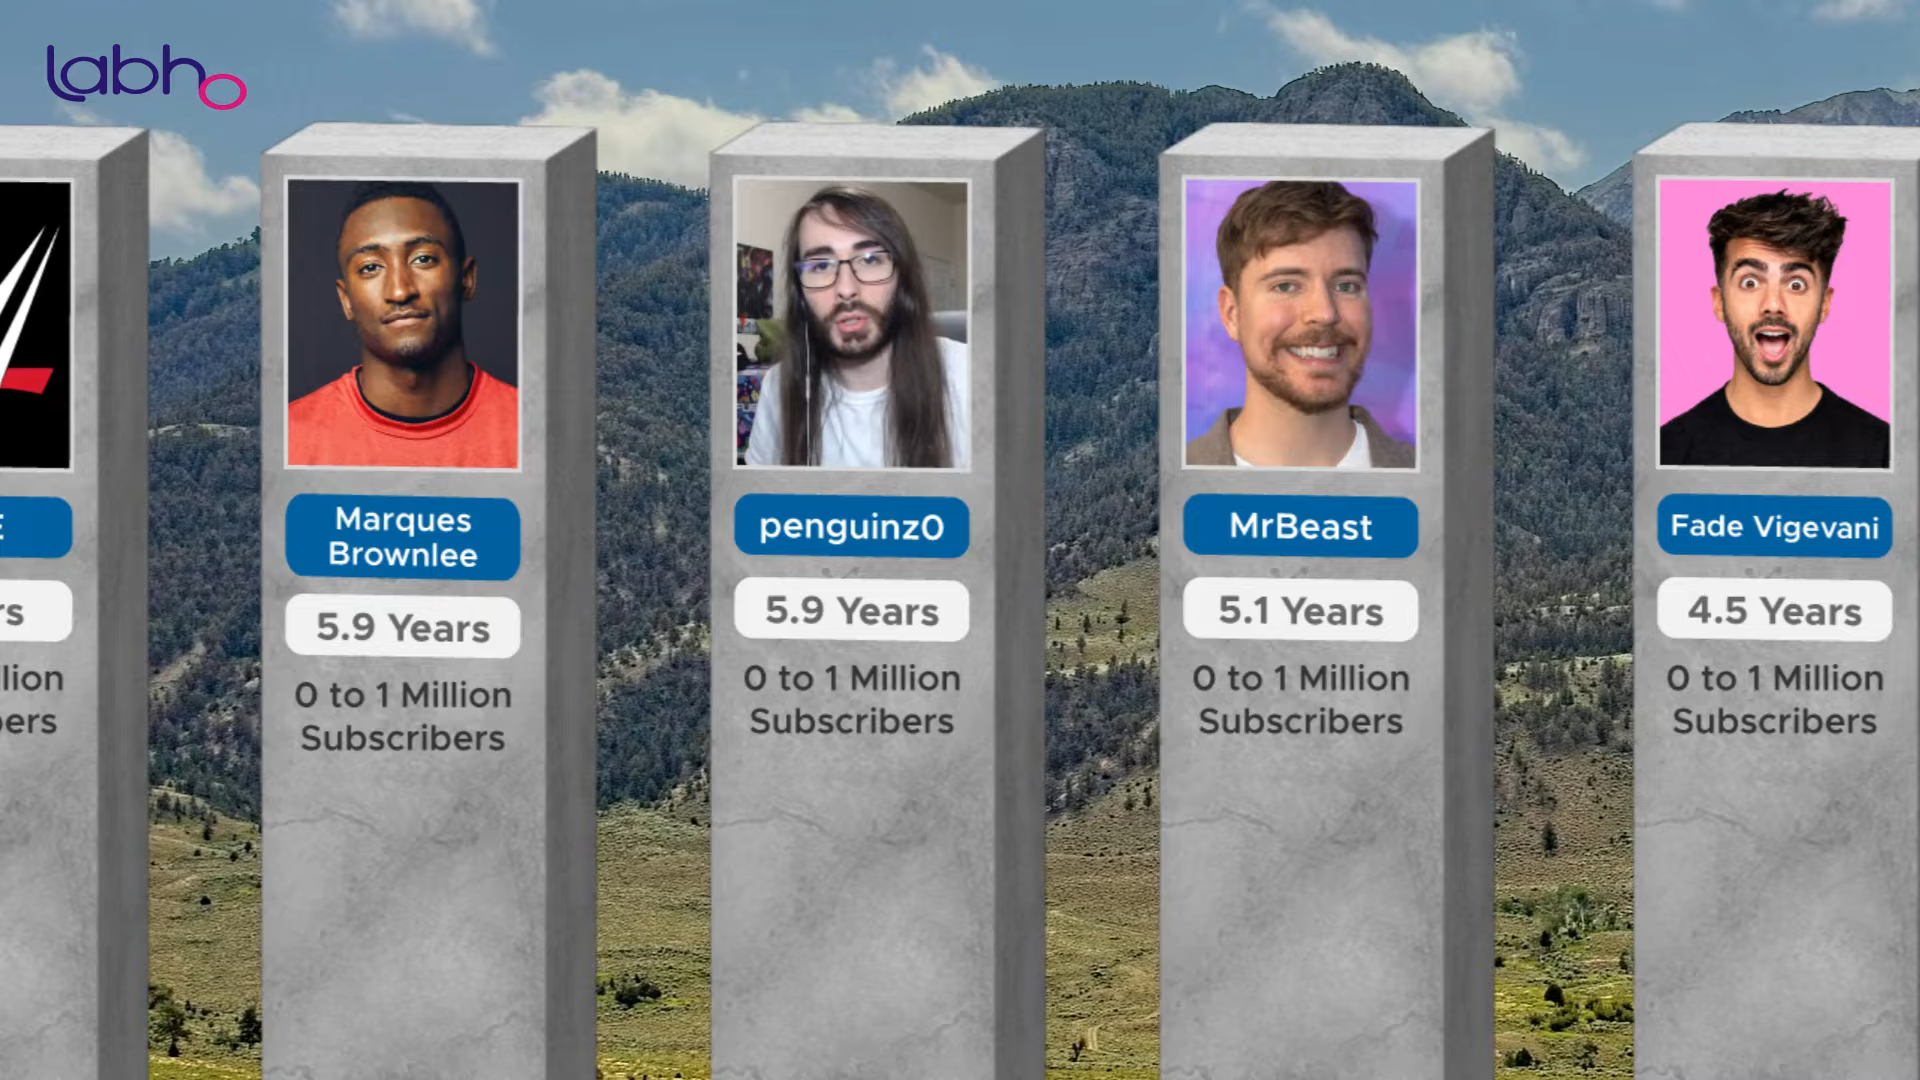 labho
Marques
Brownlee
5.9 Years
0 to 1 Million
Subscribers
penguinz0
5.9 Years
0 to 1 Million
Subscribers
MrBeast
5.1 Years
0 to 1 Million
Subscribers
Fade Vigevani
4.5 Years
0 to 1 Million
Subscribers